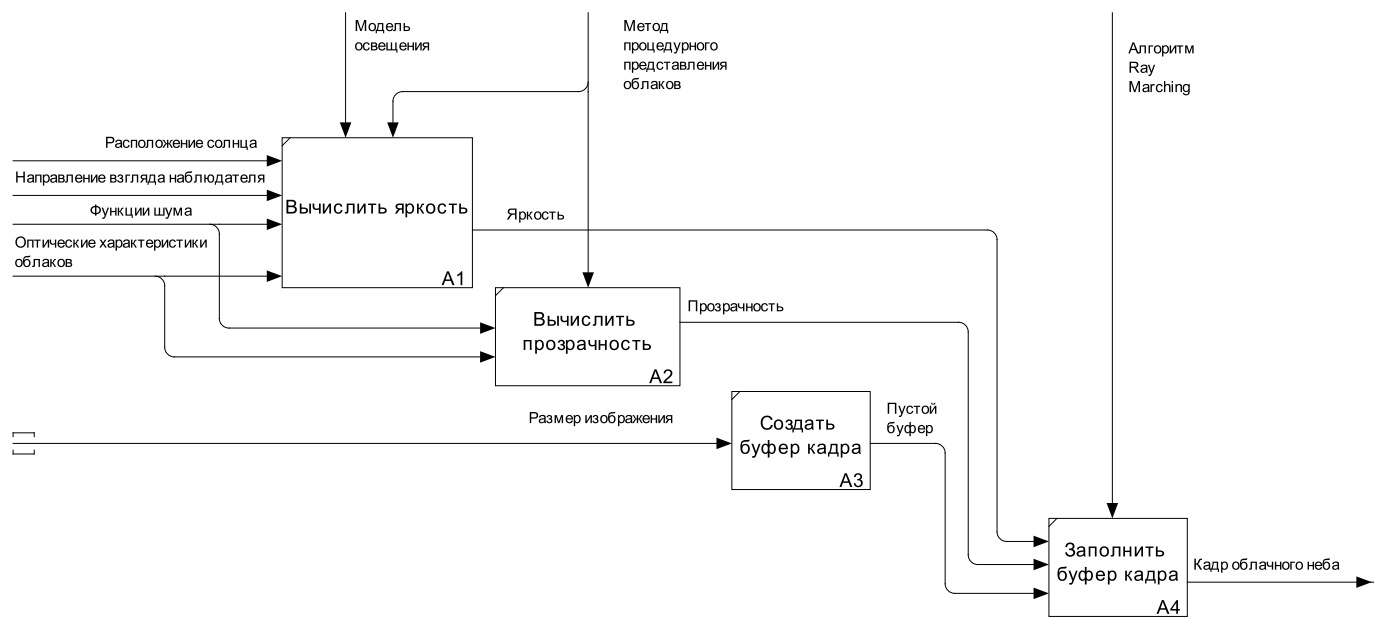 Модель
освещения
Метод
процедурного
представления
облаков
Алгоритм
Ray
Marching
Расположение солнца
Направление взгляда наблюдателя
Функции шума
Оптические характеристики
облаков
Вычислить яркость
A1
Яркость
Вычислить
прозрачность
A2
Прозрачность
Размер изображения
Создать
буфер кадра
A3
Пустой
буфер
Заполнить
буфер кадра
A4
Кадр облачного неба